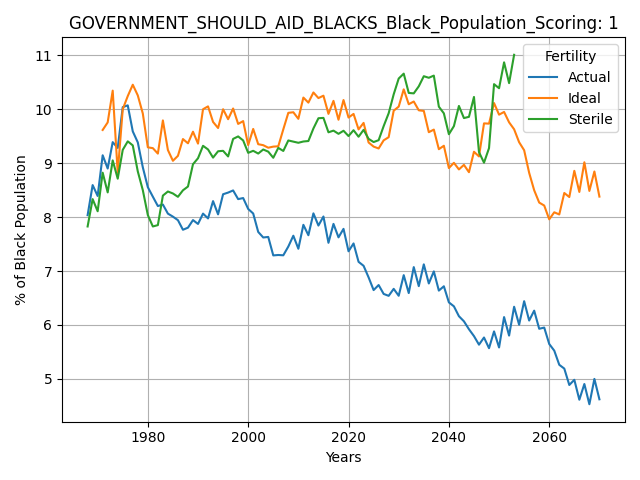 GOVERNMENT_SHOULD_AID_BLACKS_Black_Population_Scoring: 1
Fertility
Actual
Ideal
Sterile
% of Black Population
11
10
9
8
7
6
5
1980
2000
2020
2040
2060
Years